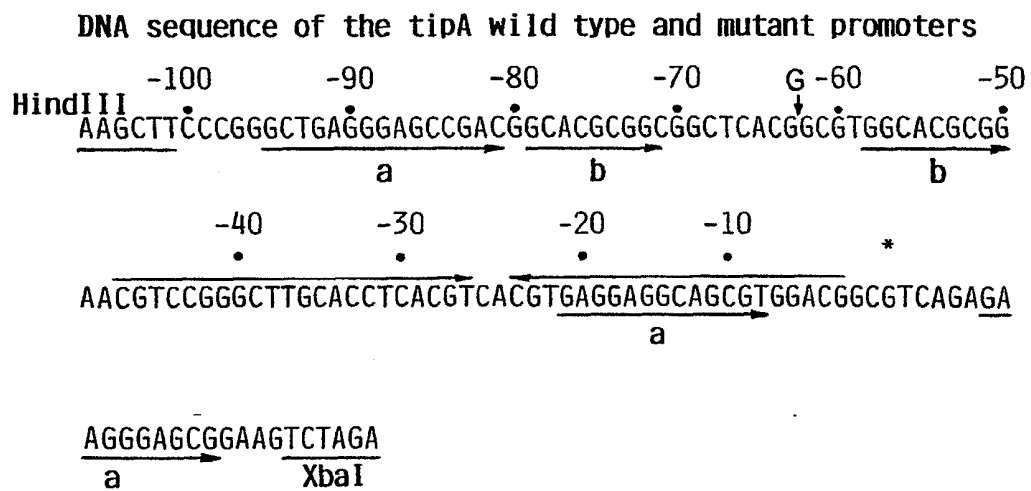 DNA sequence of the tipA wild type and mutant promoters
-100 -90 -80 -70 G -60 -50
HindIII
AAGCTTCCCGGGCTGAGGGAGCCGACGGCACGCGGCGGCTCACGGCGTGGCACGCGG
a b b
-40 -30 -20 -10 *
AACGTCCGGGCTTGCACCTCACGTCACGTGAGGAGGCAGCGTGGACGGCGTCAGAGA
a
AGGGAGCGGAAGTCTAGA
a XbaI